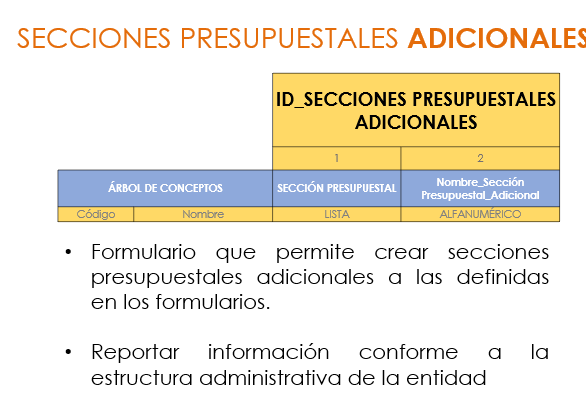 SECCIONES PRESUPUESTALES ADICIONALES
ID_SECCIONES PRESUPUESTALES
ADICIONALES
1 2
ÁRBOL DE CONCEPTOS SECCIÓN PRESUPUESTAL Nombre_Sección
Presupuestal_Adicional
Código Nombre LISTA ALFANUMÉRICO
• Formulario que permite crear secciones
presupuestales adicionales a las definidas
en los formularios.
• Reportar información conforme a la
estructura administrativa de la entidad